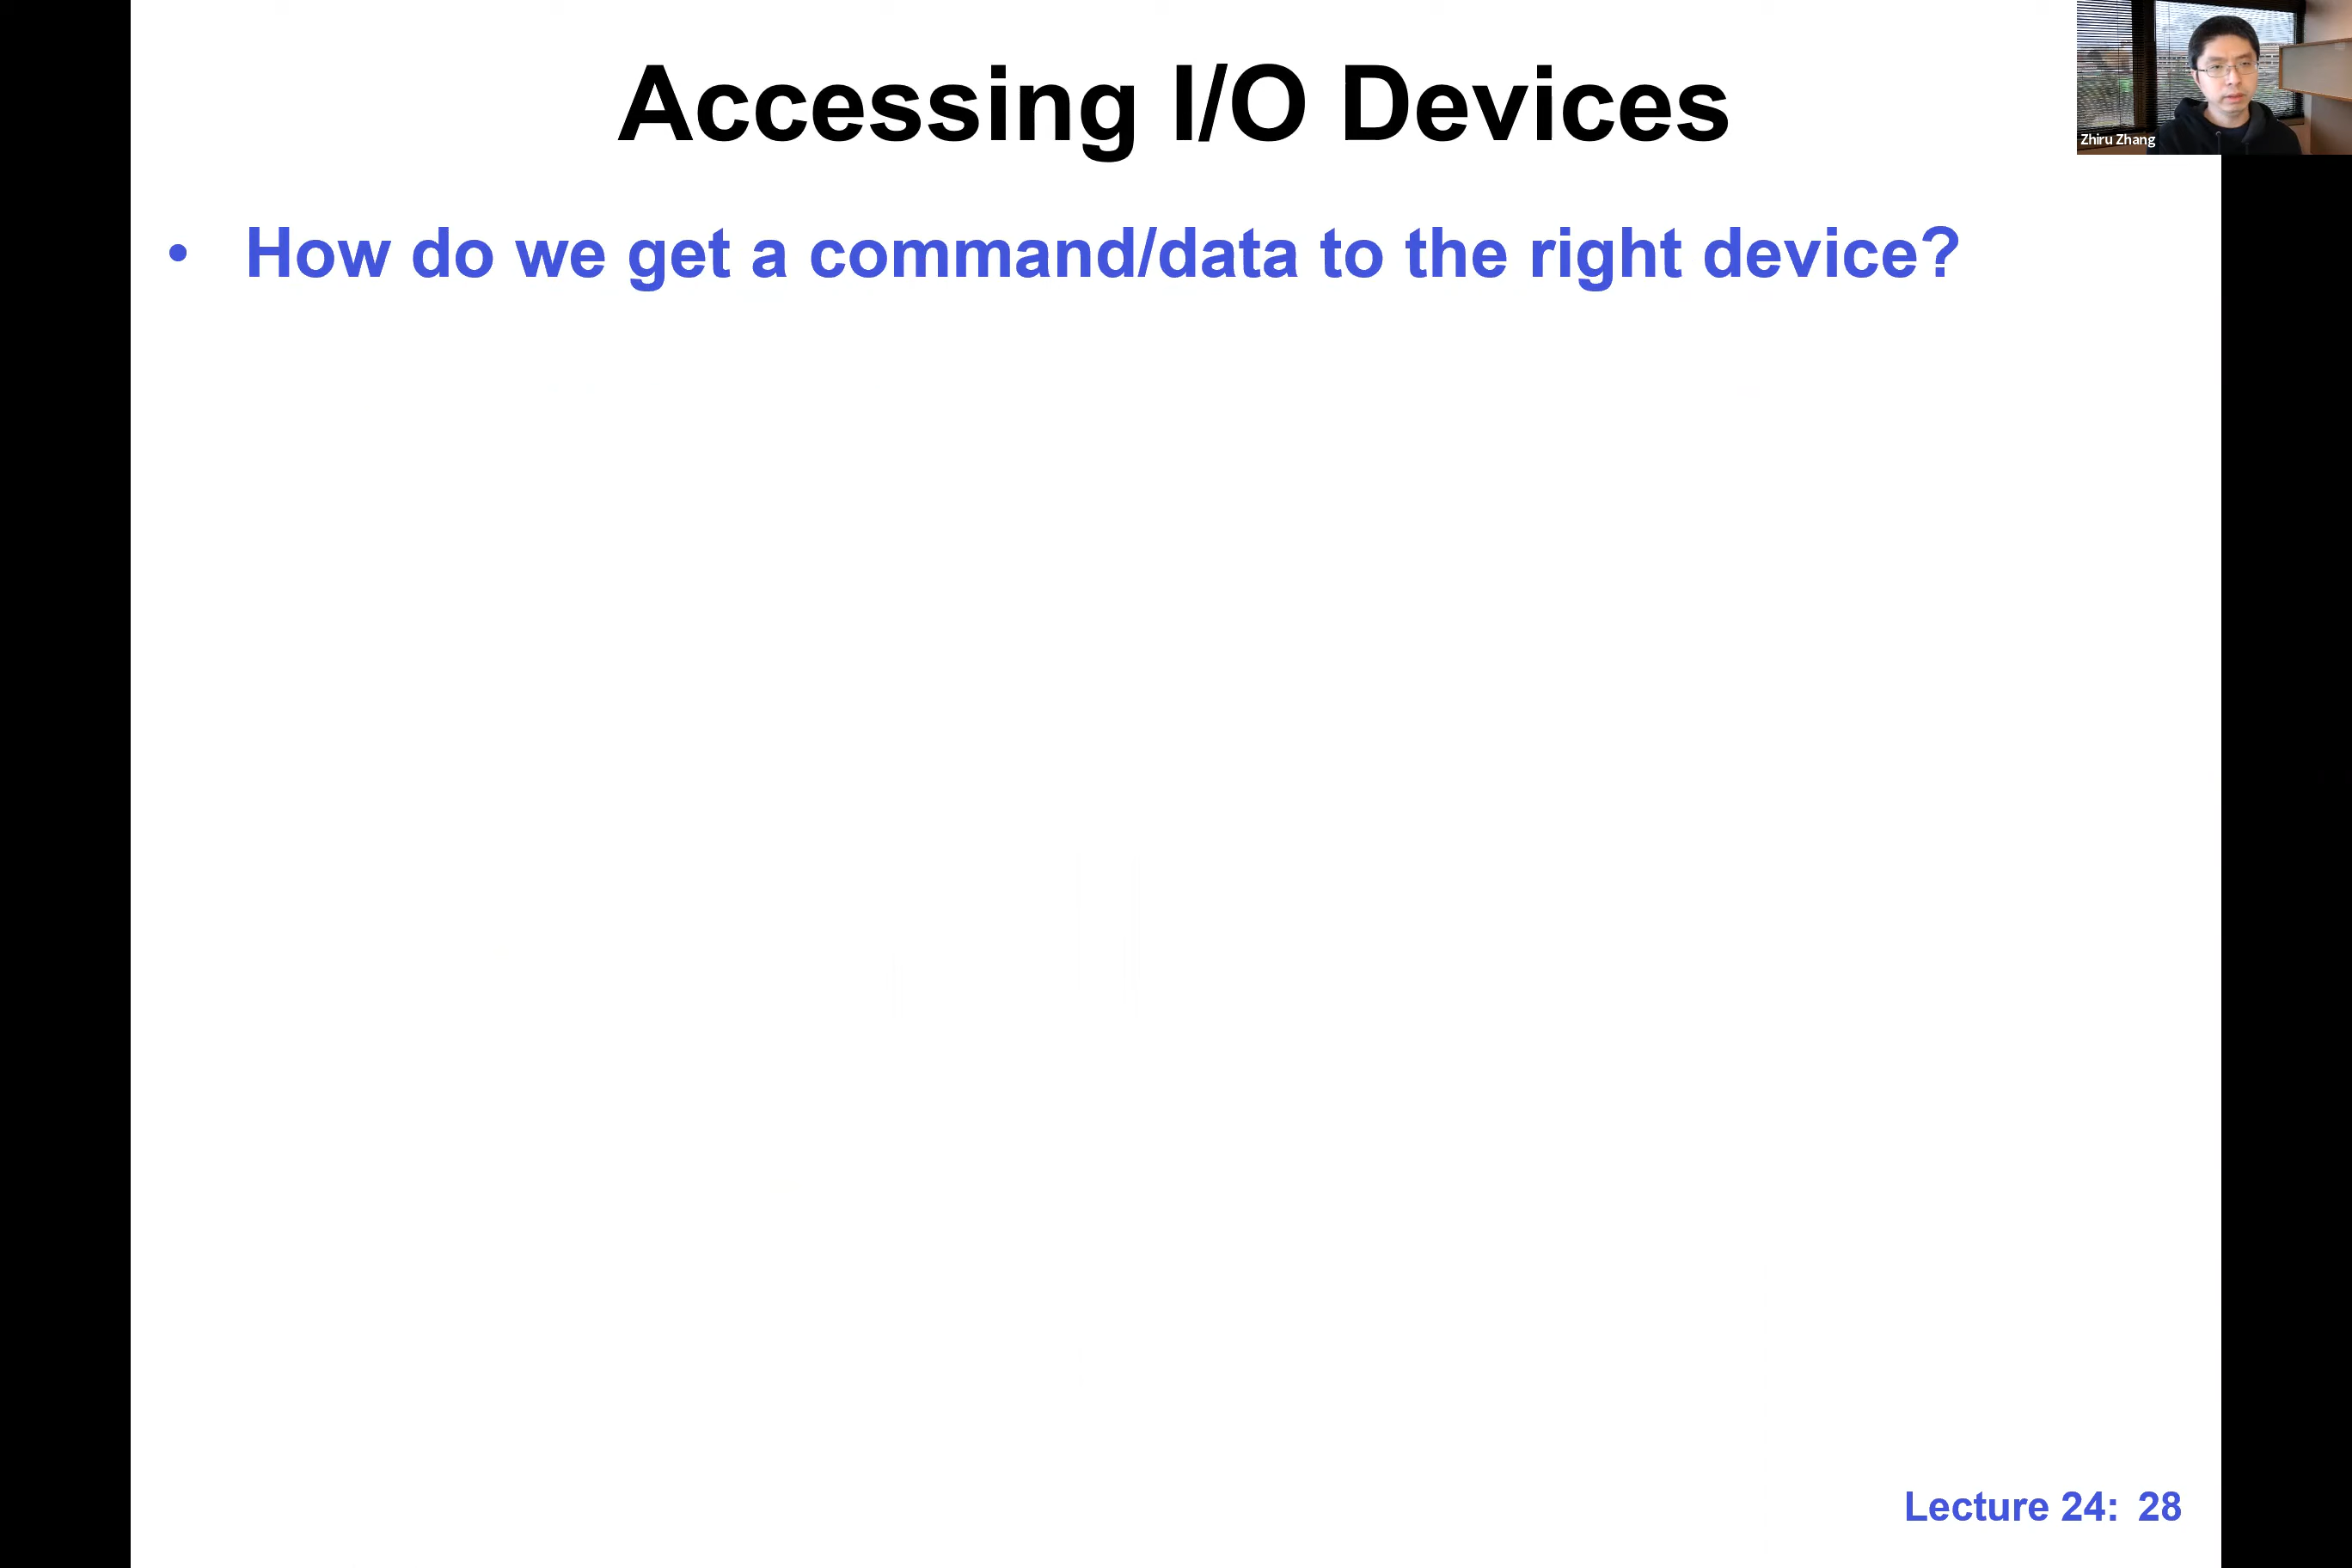 Accessing I/O Devices
Zhiru Zhang
• How do we get a command/data to the right device?
Lecture 24: 28